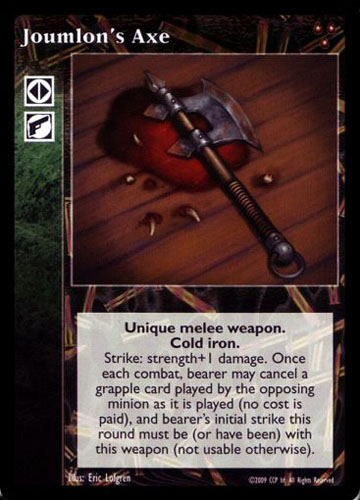 Joumlon's Axe
Unique melee weapon.
Cold iron.
Strike: strength+1 damage. Once
each combat, bearer may cancel a
grapple card played by the opposing
minion as it is played (no cost is
paid), and bearer's initial strike this
round must be (or have been) with
this weapon (not usable otherwise).
Illus: Eric Lofgren
©2009 CCP hf. All Rights Reserved